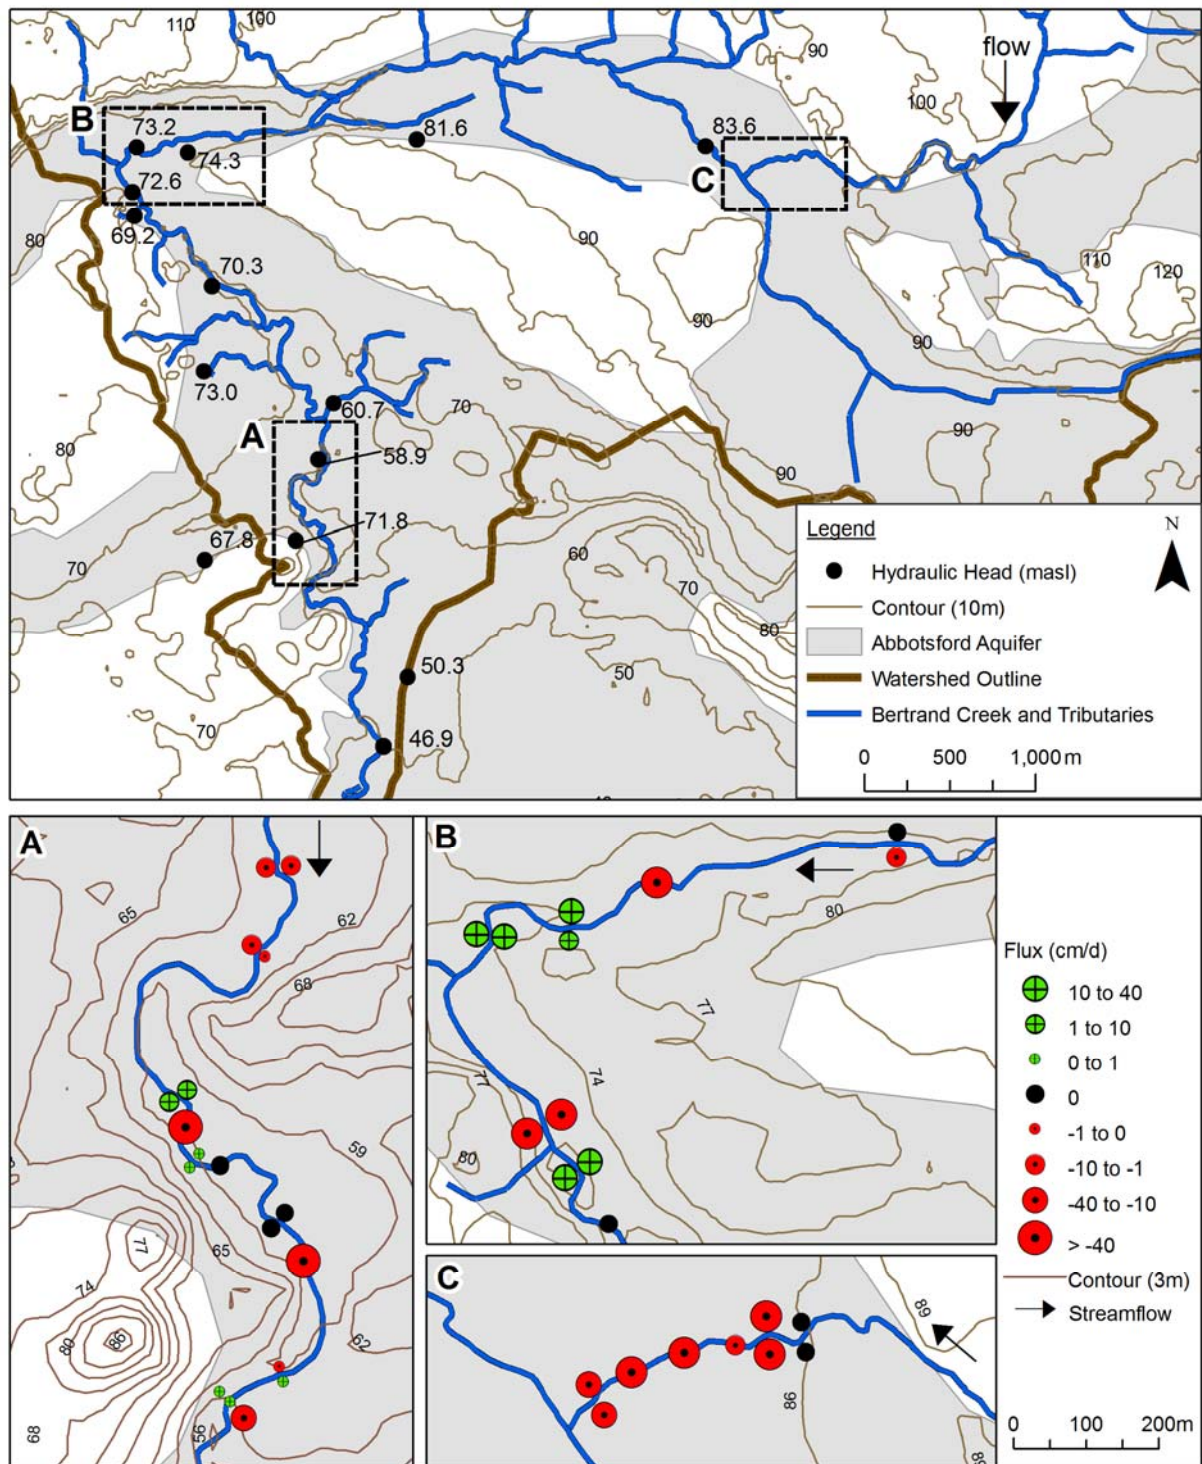 110
100
90
flow
100
B
73.2
74.3
81.6
83.6
C
72.6
69.2
80
70.3
90
90
110
120
90
73.0
60.7
70
A
58.9
80
90
90
71.8
67.8
70
60
70
80
50
50.3
46.9
70
Legend
N
Hydraulic Head (masl)
Contour (10m)
Abbotsford Aquifer
Watershed Outline
Bertrand Creek and Tributaries
0 500 1,000 m
A
65
62
68
59
77
65
74
80
86
62
68
56
B
80
77
74
77
80
C
89
86
89
Flux (cm/d)
10 to 40
1 to 10
0 to 1
0
-1 to 0
-10 to -1
-40 to -10
> -40
Contour (3m)
Streamflow
0 100 200m